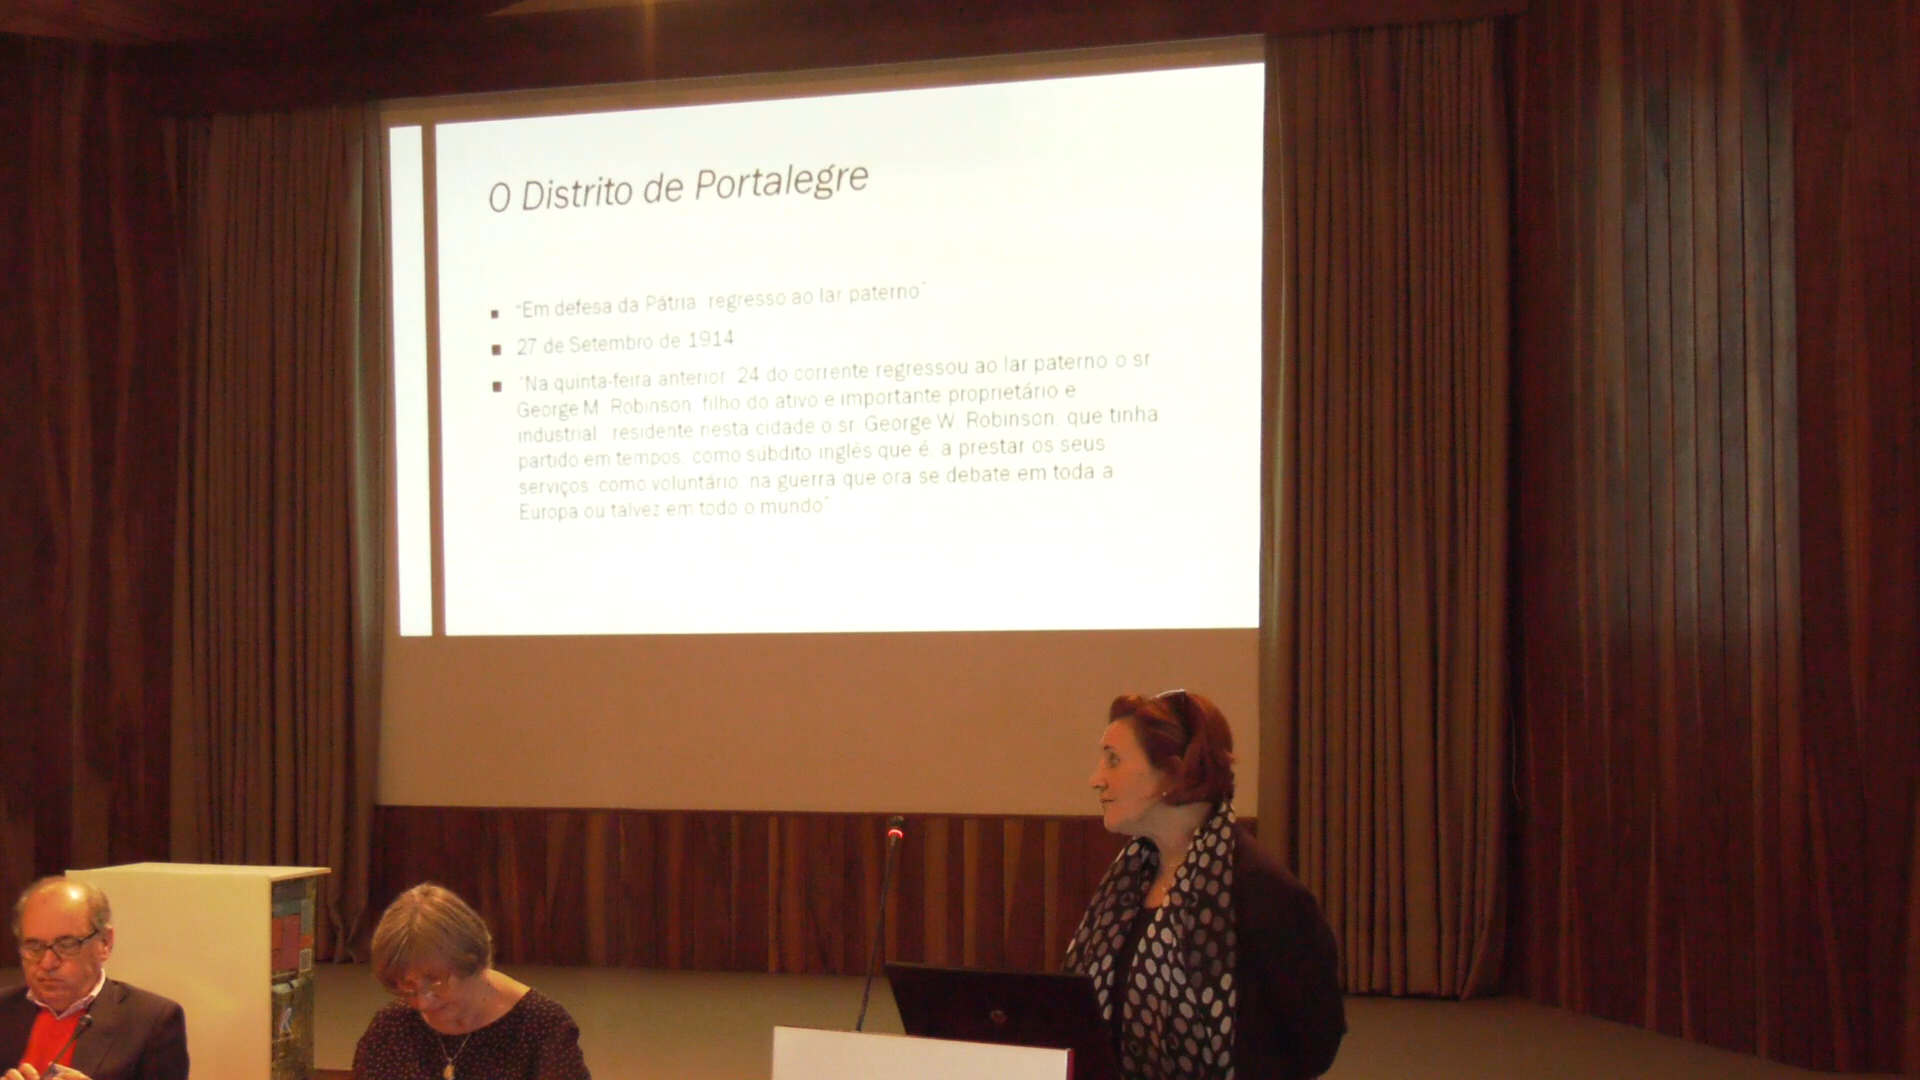 O Distrito de Portalegre
"Em defesa da Pátria regresso ao lar paterno"
27 de Setembro de 1914
"Na quinta-feira anterior, 24 do corrente regressou ao lar paterno o sr
George M. Robinson, filho do ativo e importante proprietário e
industrial, residente nesta cidade o sr. George W. Robinson, que tinha
partido em tempos, como súbdito inglês que é, a prestar os seus
serviços, como voluntário, na guerra que ora se debate em toda a
Europa ou talvez em todo o mundo"